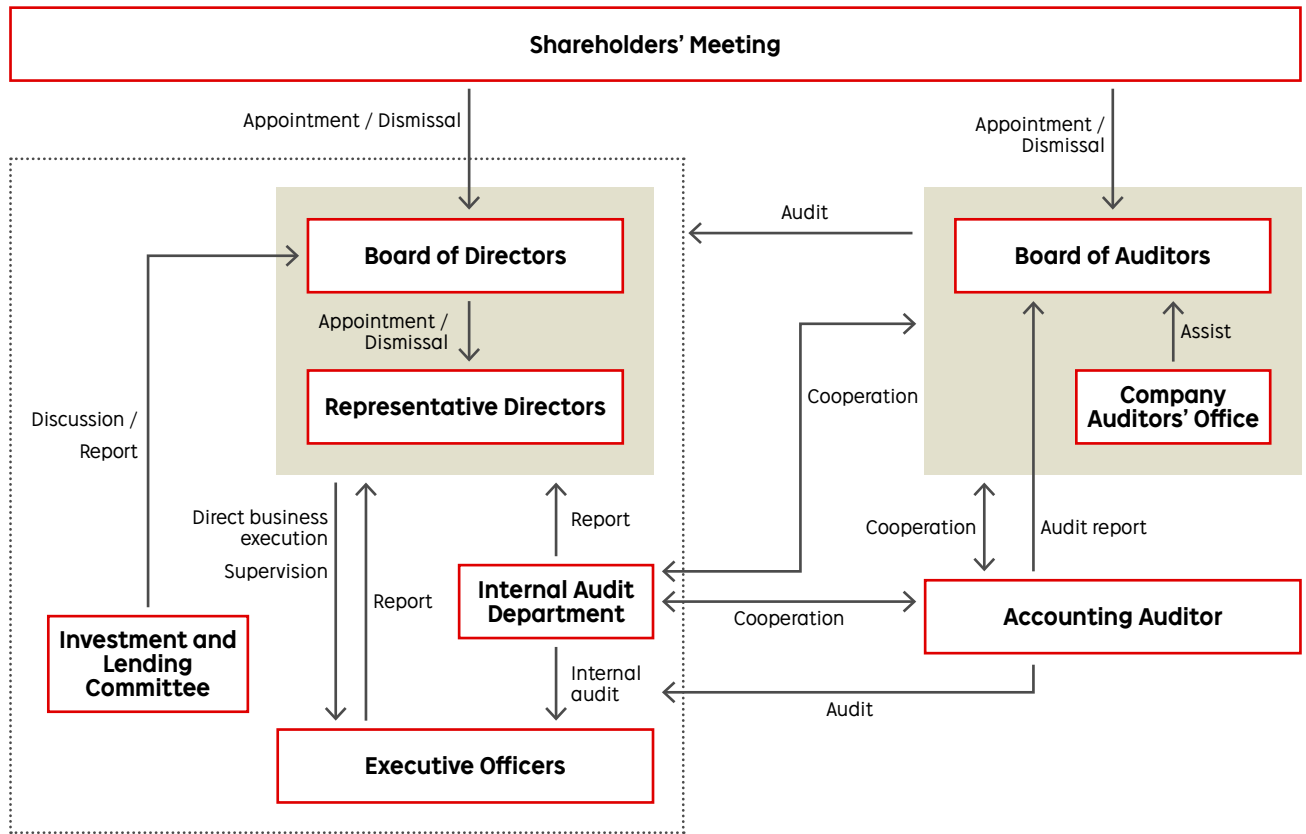 Shareholders’ Meeting
Appointment / Dismissal
Appointment /
Dismissal
Audit
Board of Directors
Board of Auditors
Appointment /
Dismissal
Assist
Representative Directors
Cooperation
Company
Auditors’ Office
Discussion /
Report
Direct business
execution
Supervision
Report
Report
Cooperation
Audit report
Internal Audit
Department
Cooperation
Accounting Auditor
Investment and
Lending
Committee
Internal
audit
Audit
Executive Officers